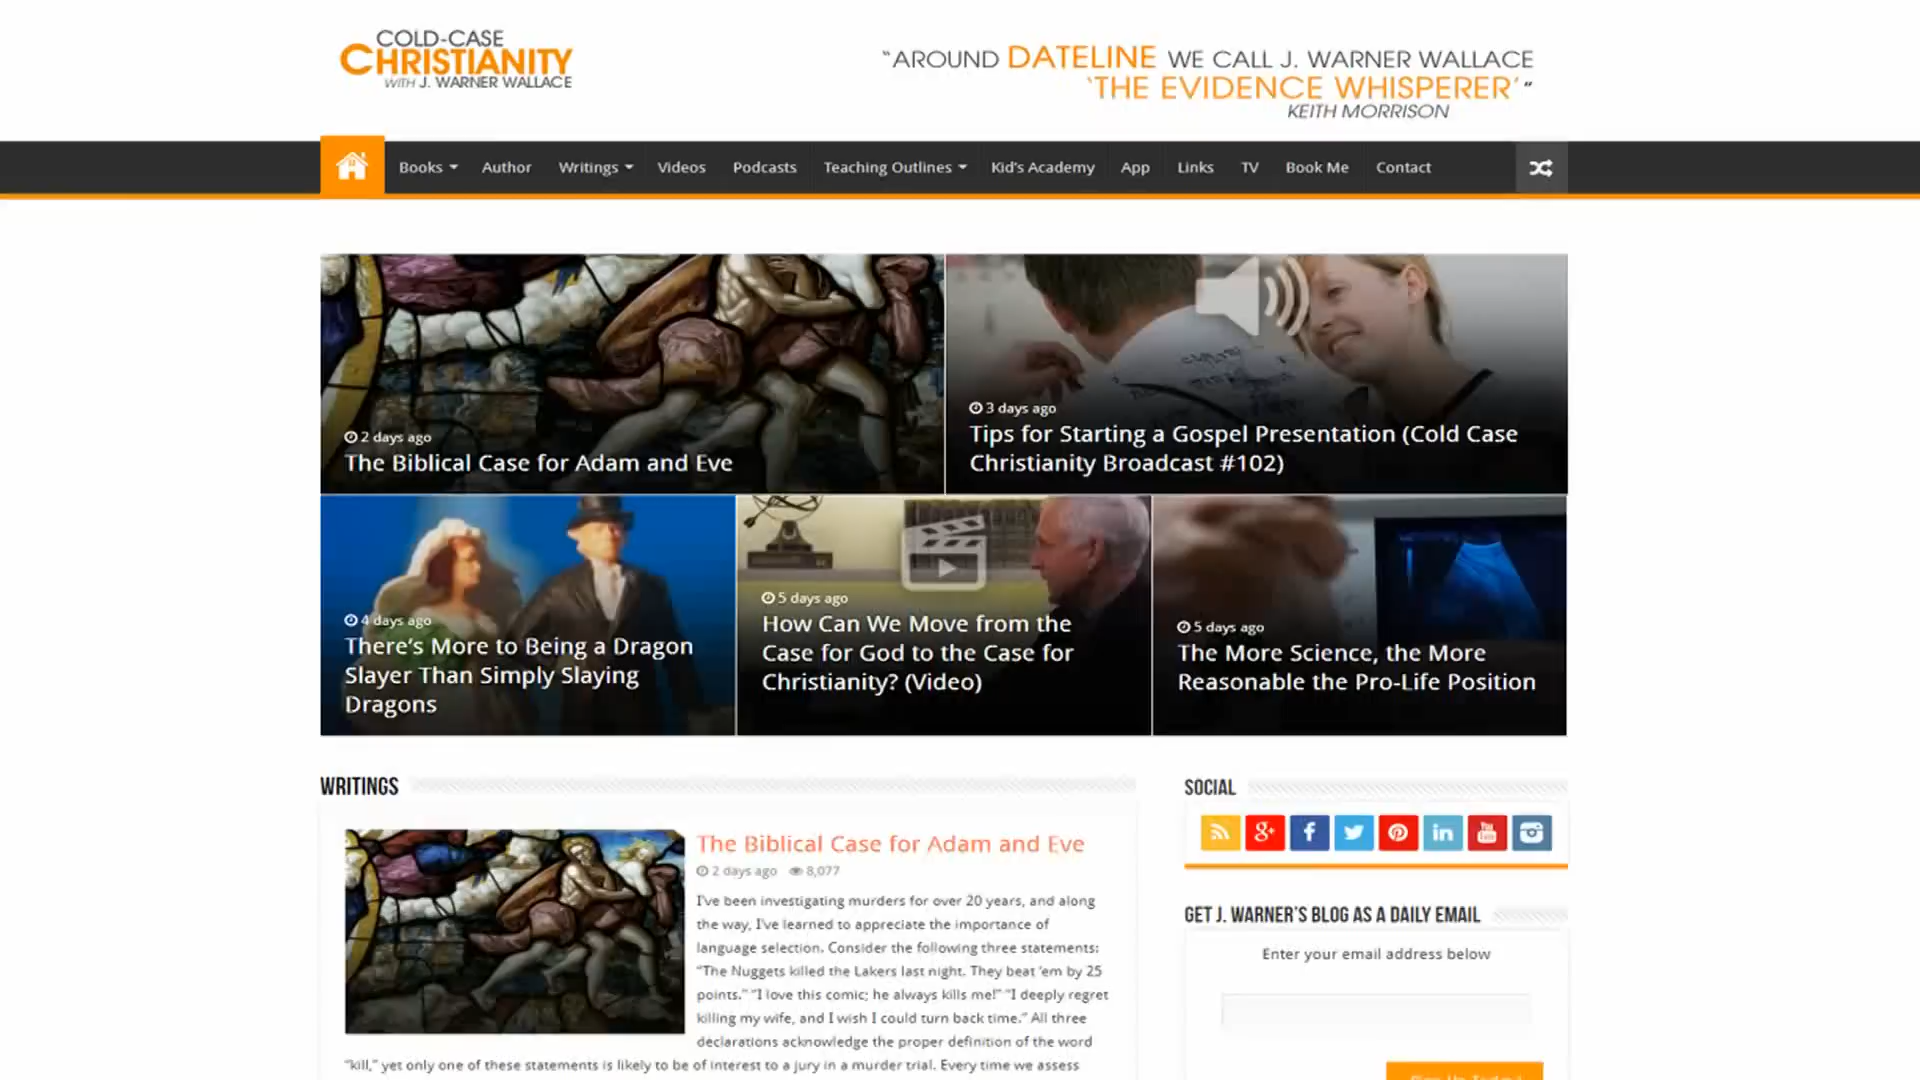 COLD-CASE
CHRISTIANITY
WITH J. WARNER WALLACE
“AROUND DATELINE WE CALL J. WARNER WALLACE
‘THE EVIDENCE WHISPERER’ “
KEITH MORRISON
Books Author Writings Videos Podcasts Teaching Outlines Kid's Academy App Links TV Book Me Contact
2 days ago
The Biblical Case for Adam and Eve
3 days ago
Tips for Starting a Gospel Presentation (Cold Case
Christianity Broadcast #102)
4 days ago
There’s More to Being a Dragon
Slayer Than Simply Slaying
Dragons
5 days ago
How Can We Move from the
Case for God to the Case for
Christianity? (Video)
5 days ago
The More Science, the More
Reasonable the Pro-Life Position
WRITINGS
The Biblical Case for Adam and Eve
2 days ago 8,077
I’ve been investigating murders for over 20 years, and along
the way, I’ve learned to appreciate the importance of
language selection. Consider the following three statements:
“The Nuggets killed the Lakers last night. They beat ‘em by 25
points.” “I love this comic; he always kills me!” “I deeply regret
killing my wife, and I wish I could turn back time.” All three
declarations acknowledge the proper definition of the word
“kill,” yet only one of these statements is likely to be of interest to a jury in a murder trial. Every time we assess
SOCIAL
g+ f in You Tube
GET J. WARNER’S BLOG AS A DAILY EMAIL
Enter your email address below